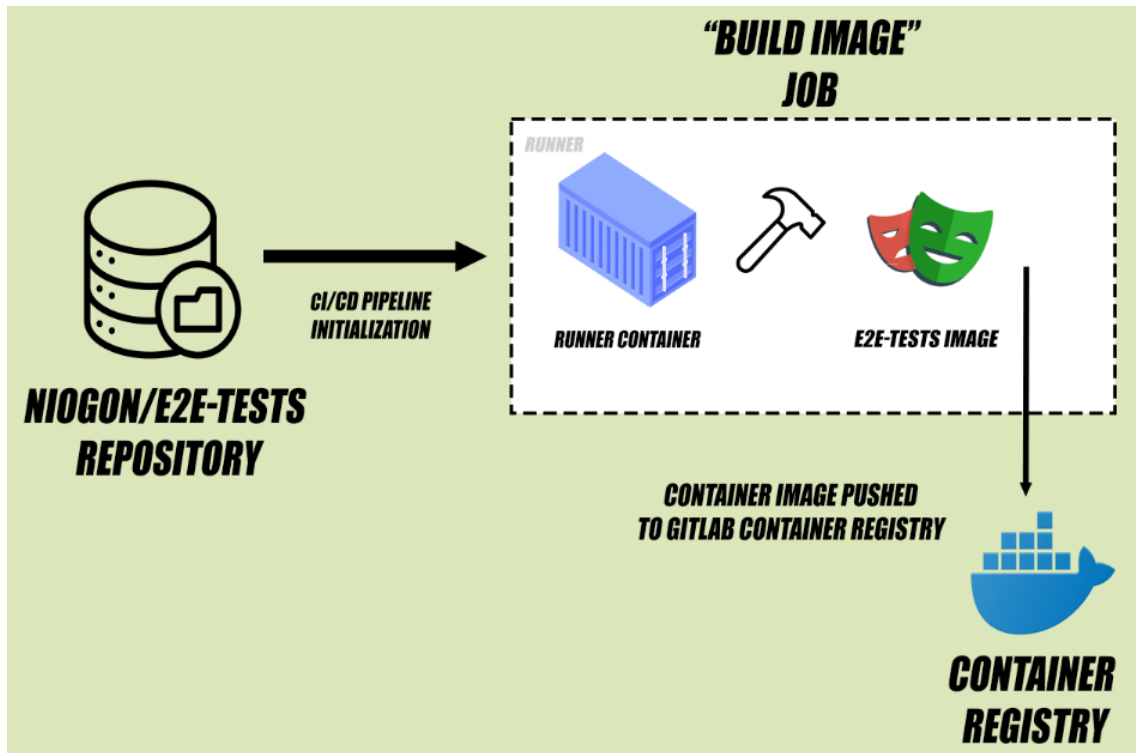 “BUILD IMAGE”
JOB
RUNNER
RUNNER CONTAINER
E2E-TESTS IMAGE
CI/CD PIPELINE
INITIALIZATION
NIOGON/E2E-TESTS
REPOSITORY
CONTAINER IMAGE PUSHED
TO GITLAB CONTAINER REGISTRY
CONTAINER
REGISTRY